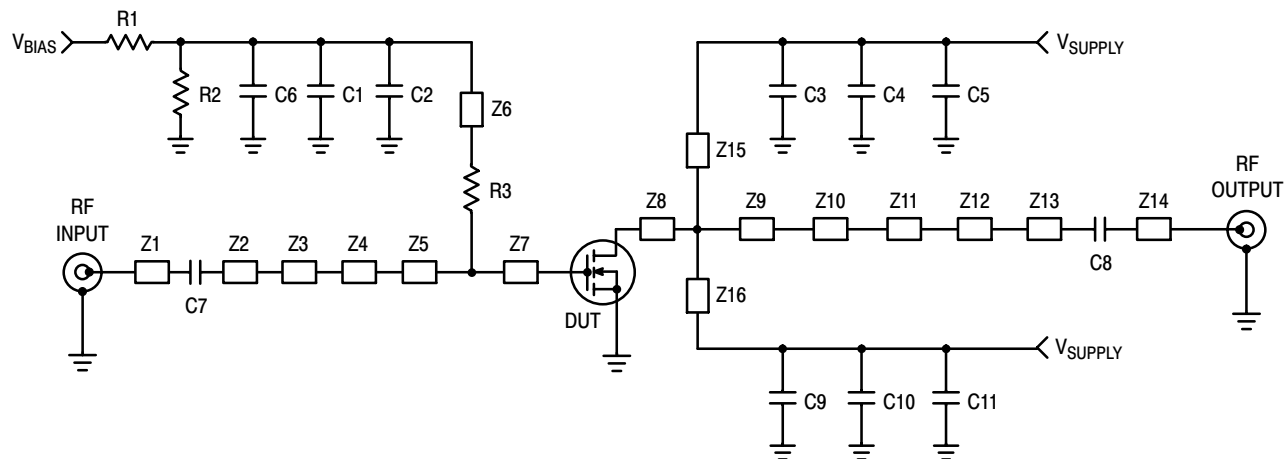 R1
VBIAS
R2
C6
C1
C2
Z6
R3
VSUPPLY
C3
C4
C5
Z15
RF
INPUT
Z1
C7
Z2
Z3
Z4
Z5
Z7
DUT
Z8
Z9
Z10
Z11
Z12
Z13
C8
Z14
RF
OUTPUT
Z16
VSUPPLY
C9
C10
C11